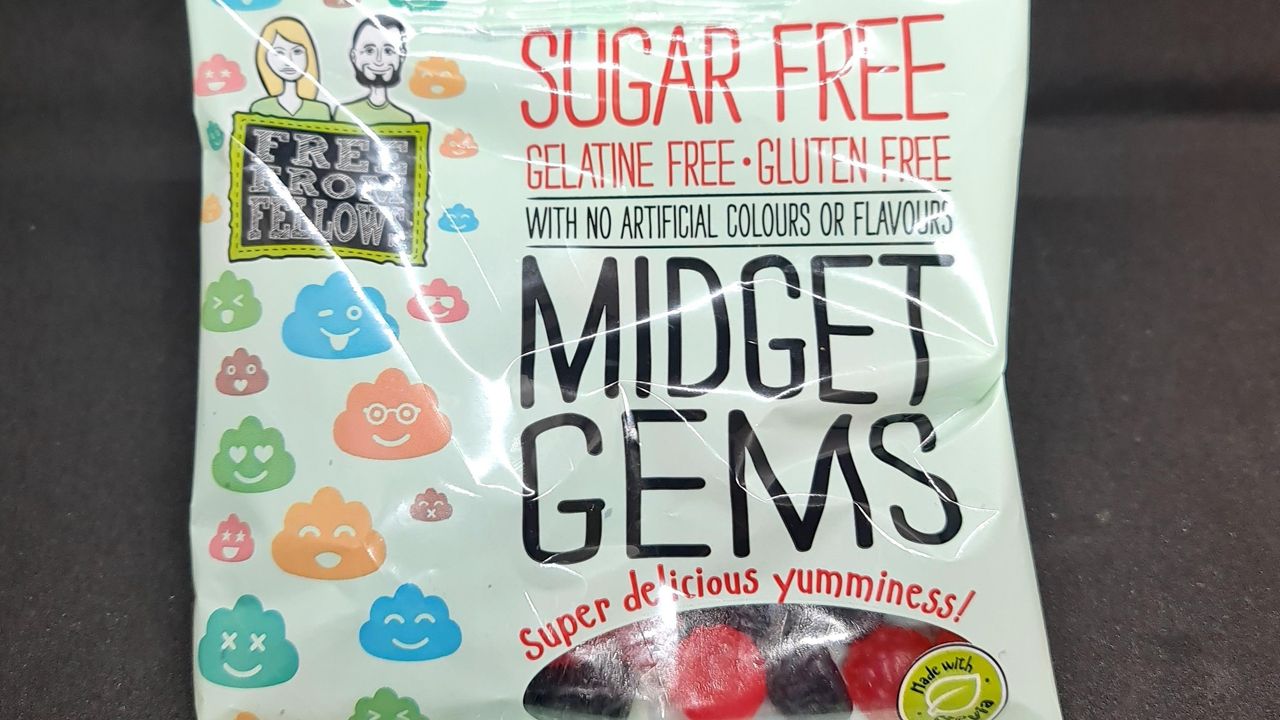 FREE
FROM
FELLOWS
SUGAR FREE
GELATINE FREE • GLUTEN FREE
WITH NO ARTIFICIAL COLOURS OR FLAVOURS
MIDGET
GEMS
Super delicious yumminess!
Made with